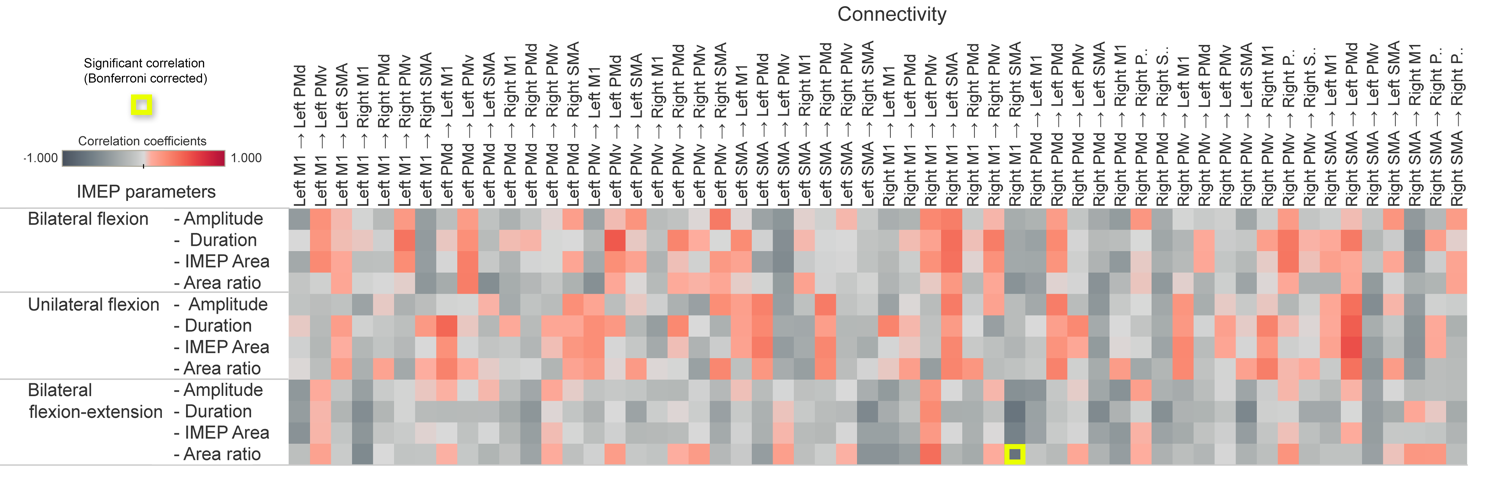 Connectivity
Significant correlation
(Bonferroni corrected)
Correlation coefficients
-1.000 1.000
IMEP parameters
Left M1 → Left PMd
Left M1 → Left PMv
Left M1 → Left SMA
Left M1 → Right M1
Left M1 → Right PMd
Left M1 → Right PMv
Left M1 → Right SMA
Left PMd → Left M1
Left PMd → Left PMv
Left PMd → Left SMA
Left PMd → Right M1
Left PMd → Right PMd
Left PMd → Right PMv
Left PMd → Right SMA
Left PMv → Left M1
Left PMv → Left PMd
Left PMv → Left SMA
Left PMv → Right M1
Left PMv → Right PMd
Left PMv → Right PMv
Left PMv → Right SMA
Left SMA → Left M1
Left SMA → Left PMd
Left SMA → Left PMv
Left SMA → Right M1
Left SMA → Right PMd
Left SMA → Right PMv
Left SMA → Right SMA
Right M1 → Left M1
Right M1 → Left PMd
Right M1 → Left PMv
Right M1 → Left SMA
Right M1 → Right PMd
Right M1 → Right PMv
Right M1 → Right SMA
Right PMd → Left M1
Right PMd → Left PMd
Right PMd → Left PMv
Right PMd → Left SMA
Right PMd → Right M1
Right PMd → Right P..
Right PMd → Right S..
Right PMv → Left M1
Right PMv → Left PMd
Right PMv → Left PMv
Right PMv → Left SMA
Right PMv → Right M1
Right PMv → Right P..
Right PMv → Right S..
Right SMA → Left M1
Right SMA → Left PMd
Right SMA → Left PMv
Right SMA → Left SMA
Right SMA → Right M1
Right SMA → Right P..
Right SMA → Right P..
Bilateral flexion - Amplitude
- Duration
- IMEP Area
- Area ratio
Unilateral flexion - Amplitude
- Duration
- IMEP Area
- Area ratio
Bilateral - Amplitude
flexion-extension - Duration
- IMEP Area
- Area ratio